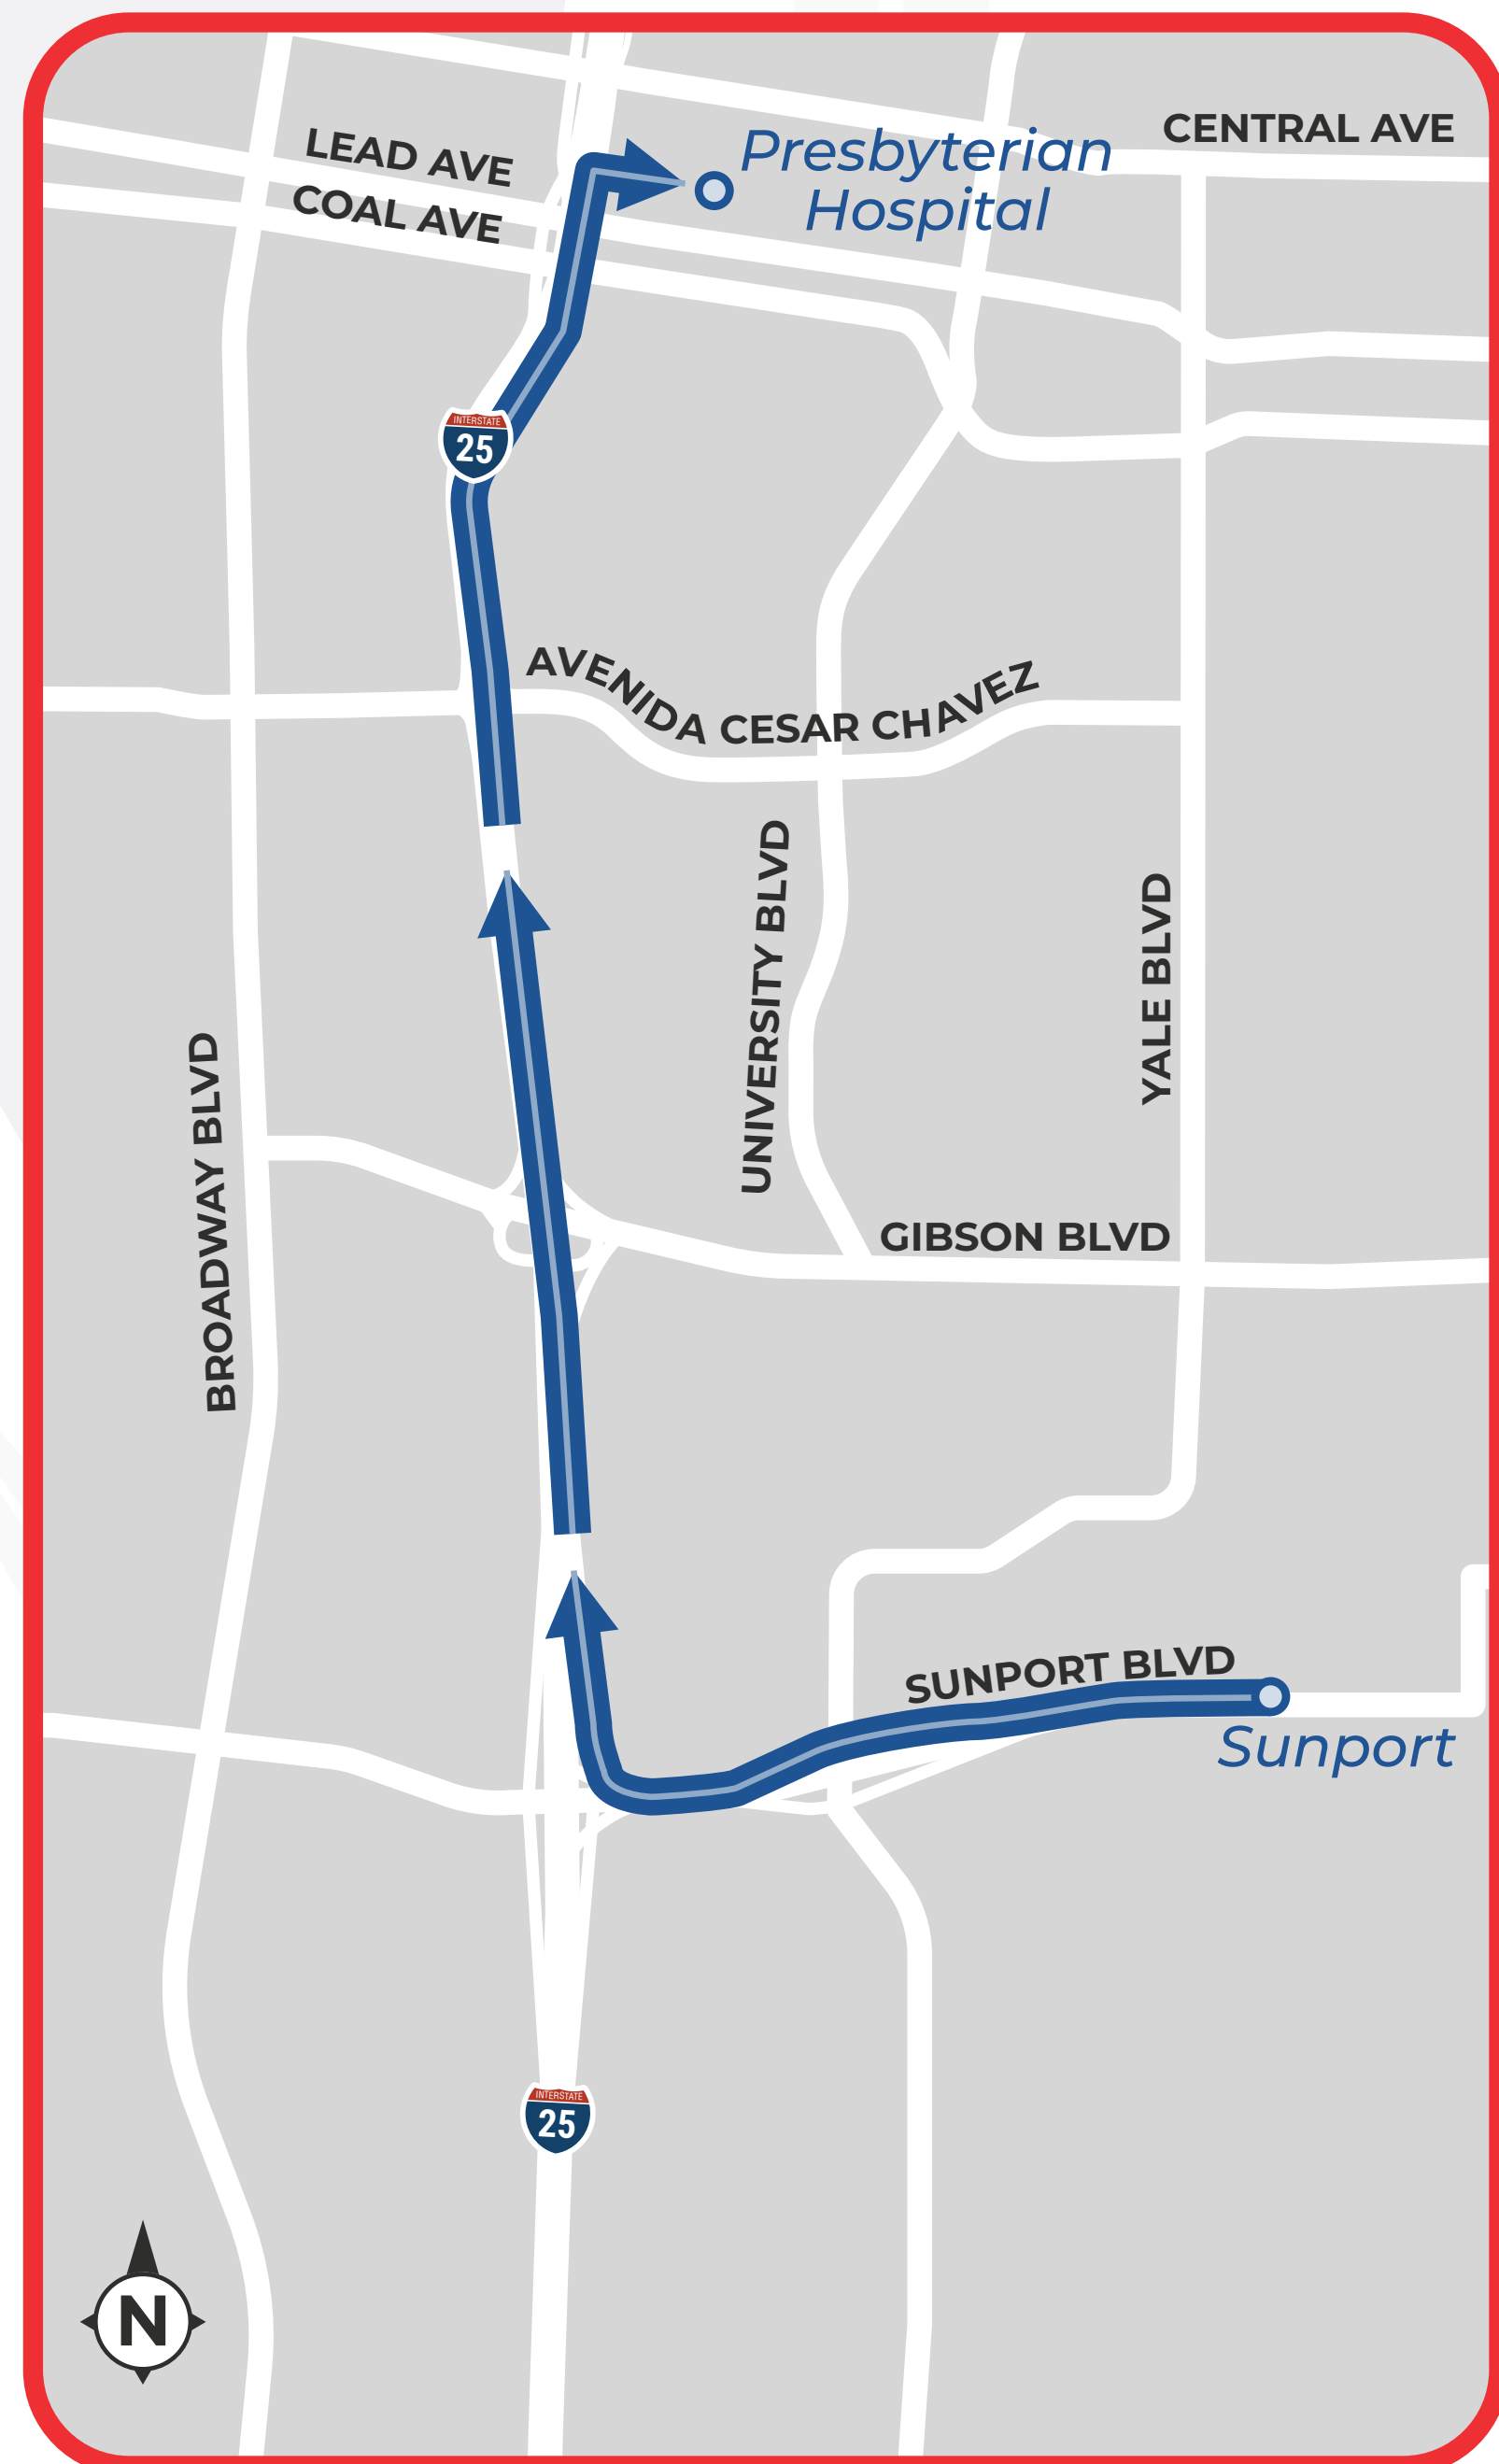 CENTRAL AVE
LEAD AVE
COAL AVE
Presbyterian
Hospital
INTERSTATE
25
AVENIDA CESAR CHAVEZ
UNIVERSITY BLVD
YALE BLVD
BROADWAY BLVD
GIBSON BLVD
SUNPORT BLVD
Sunport
INTERSTATE
25
N